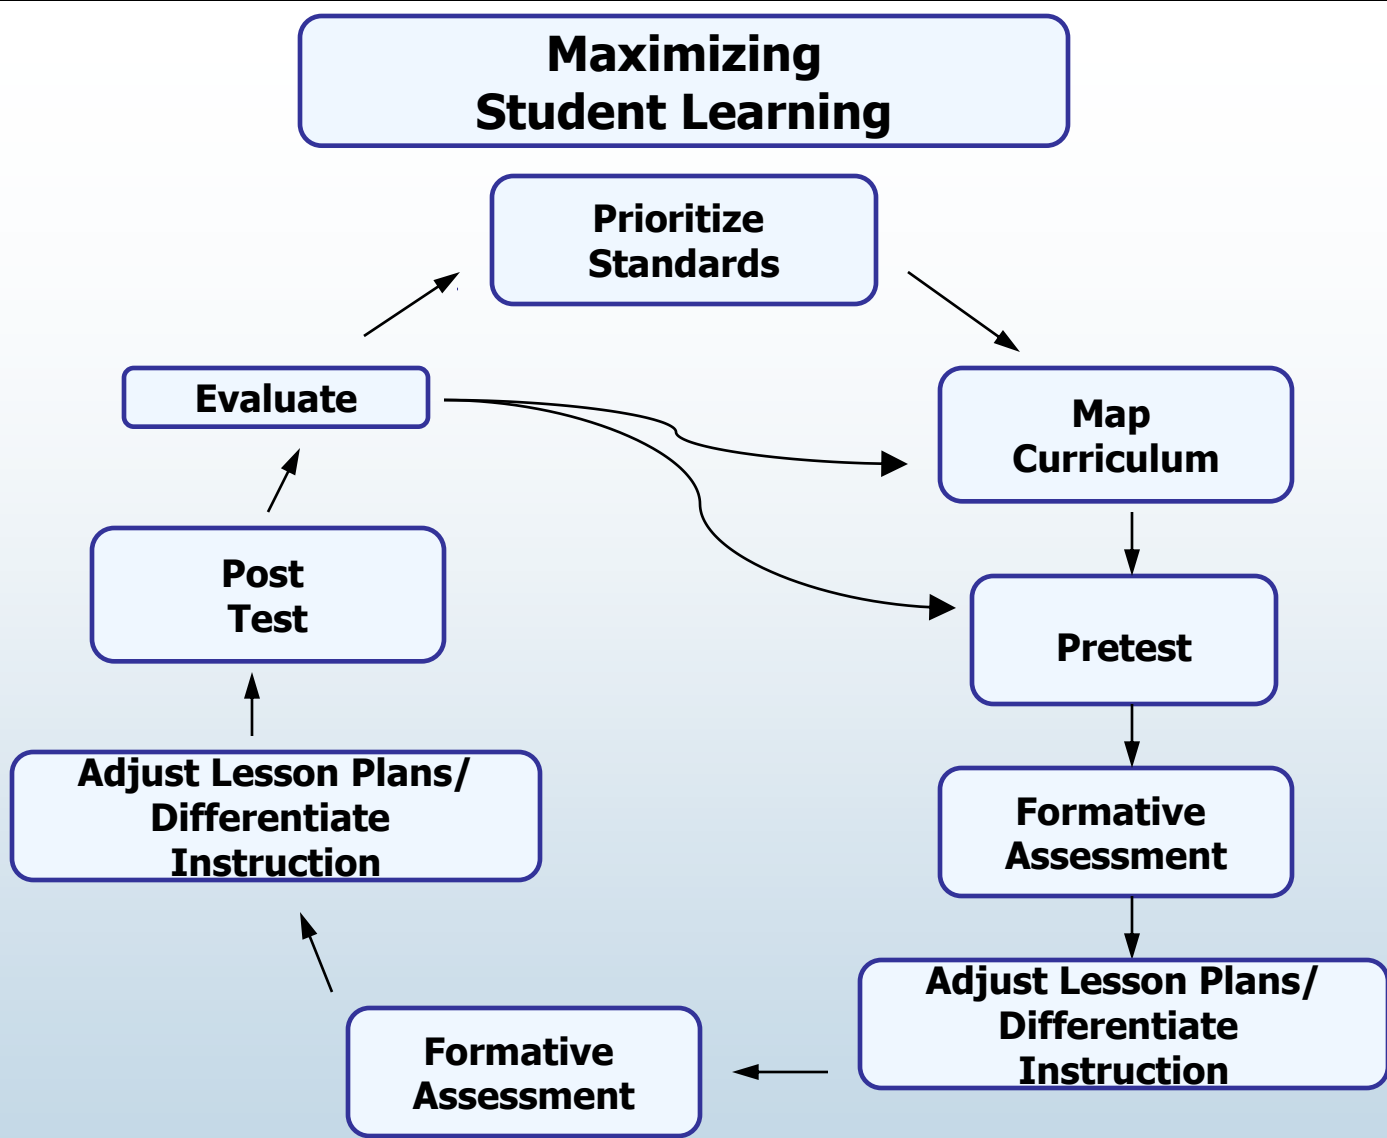 Maximizing
Student Learning
Prioritize
Standards
Evaluate
Map
Curriculum
Post
Test
Pretest
Adjust Lesson Plans/
Differentiate
Instruction
Formative
Assessment
Adjust Lesson Plans/
Differentiate
Instruction
Formative
Assessment